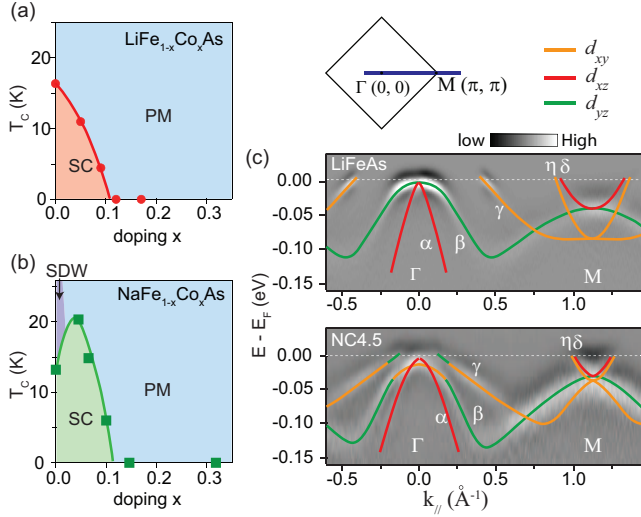 (a)
LiFe₁₋ₓCoₓAs
20
10
0
T_C (K)
PM
SC
0.0 0.1 0.2 0.3
doping x
(b)
SDW
NaFe₁₋ₓCoₓAs
20
10
0
T_C (K)
PM
SC
0.0 0.1 0.2 0.3
doping x
Γ (0, 0)
M (π, π)
d_xy
d_xz
d_yz
low High
(c)
LiFeAs
0.00
-0.05
-0.10
-0.15
ηδ
γ
α β
Γ M
E - E_F (eV)
NC4.5
0.00
-0.05
-0.10
-0.15
ηδ
γ
α β
Γ M
-0.5 0.0 0.5 1.0
k_// (Å⁻¹)